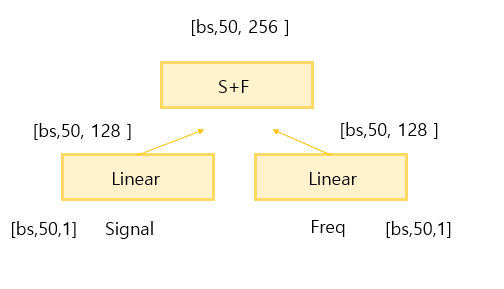 [bs,50, 256 ]
S+F
[bs,50, 128 ]
[bs,50, 128 ]
Linear
Linear
[bs,50,1]
Signal
Freq
[bs,50,1]